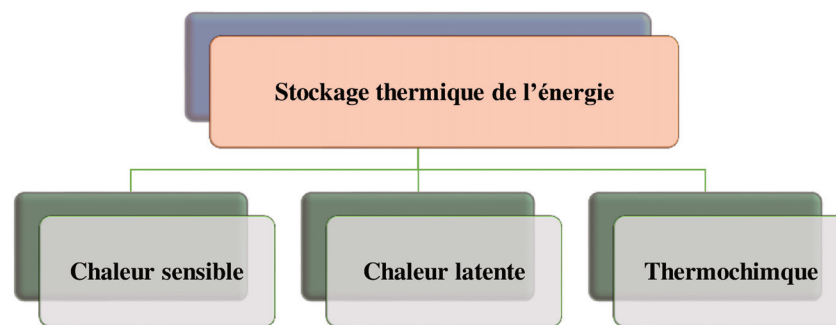 Stockage thermique de l’énergie
Chaleur sensible
Chaleur latente
Thermochimque